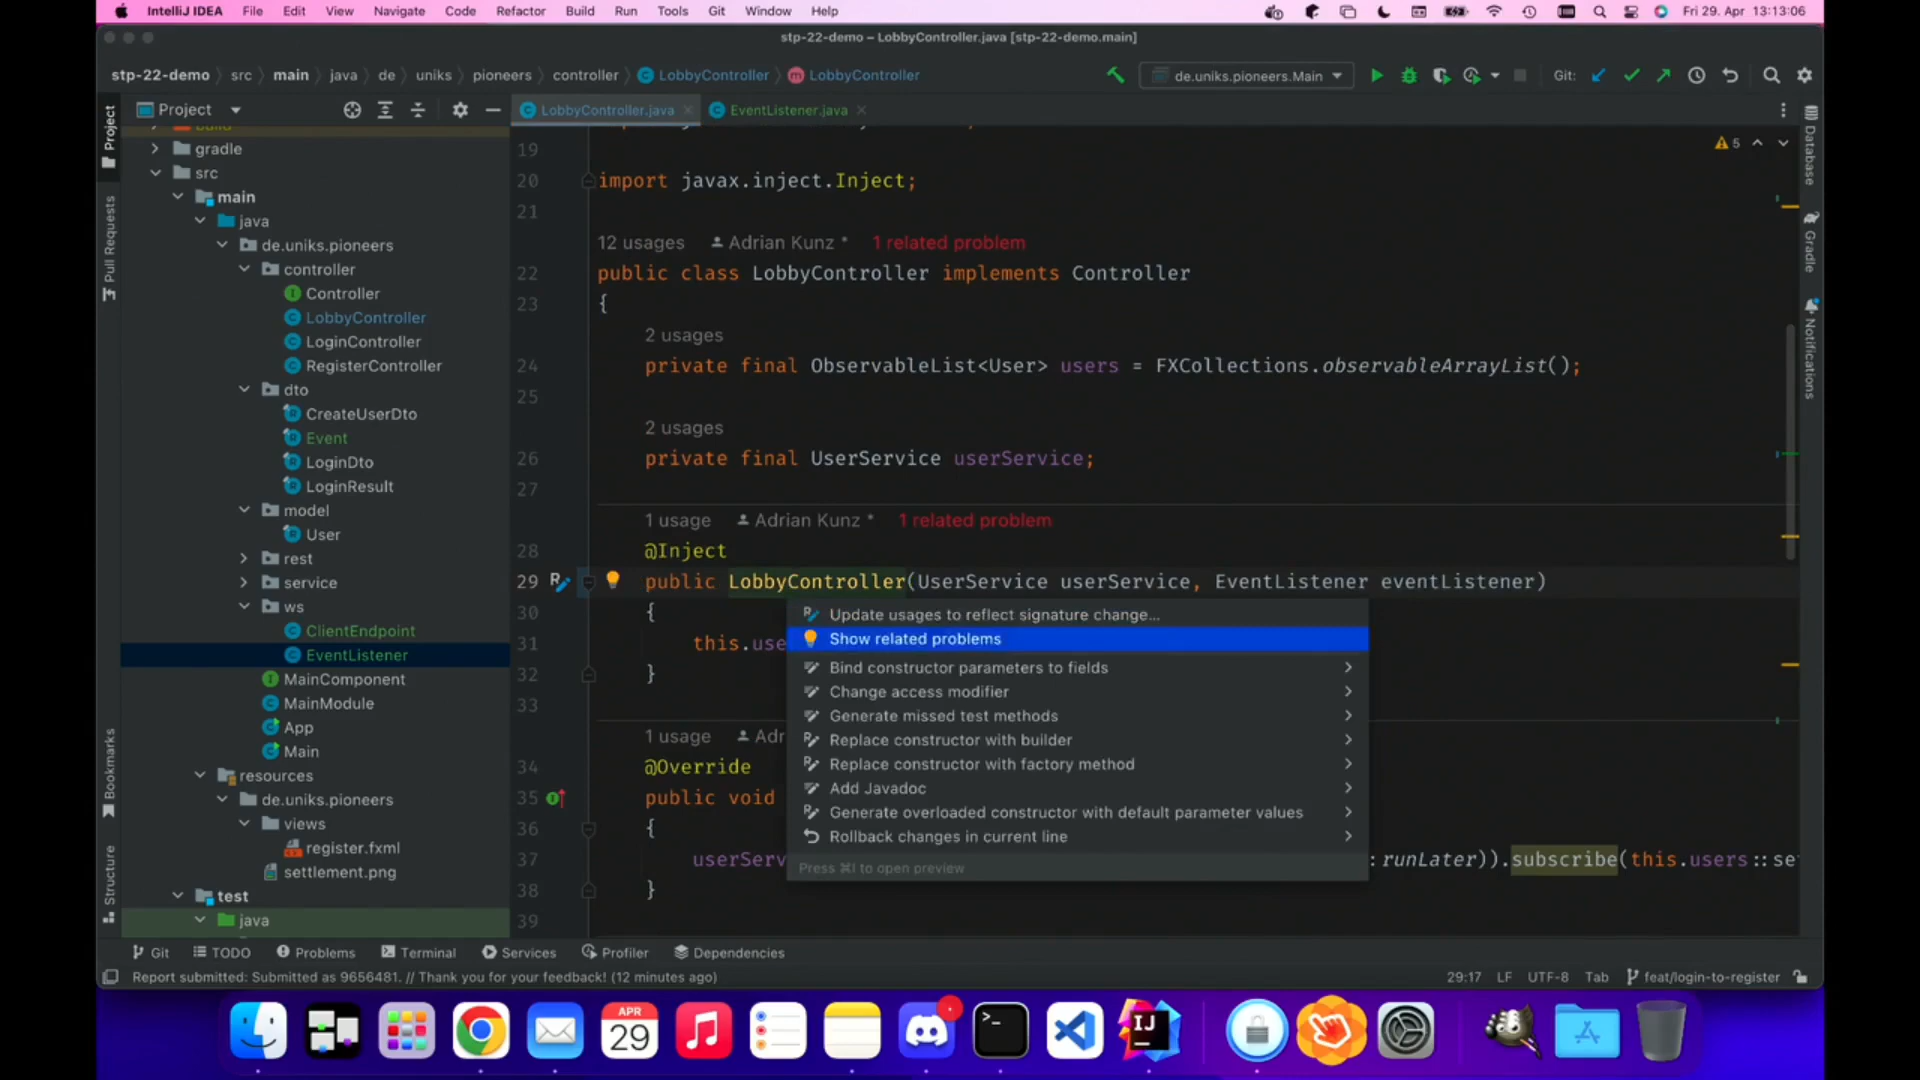 IntelliJ IDEA File Edit View Navigate Code Refactor Build Run Tools Git Window Help Fri 29. Apr 13:13:06
stp-22-demo – LobbyController.java [stp-22-demo.main]
stp-22-demo src main java de uniks pioneers controller LobbyController LobbyController de.uniks.pioneers.Main Git:
Project LobbyController.java EventListener.java
Project
Pull Requests
Bookmarks
Structure
build
gradle
src
main
java
de.uniks.pioneers
controller
Controller
LobbyController
LoginController
RegisterController
dto
CreateUserDto
Event
LoginDto
LoginResult
model
User
rest
service
ws
ClientEndpoint
EventListener
MainComponent
MainModule
App
Main
resources
de.uniks.pioneers
views
register.fxml
settlement.png
test
java
5
19
20 import javax.inject.Inject;
21
12 usages Adrian Kunz * 1 related problem
22 public class LobbyController implements Controller
23 {
2 usages
24 private final ObservableList<User> users = FXCollections.observableArrayList();
25
2 usages
26 private final UserService userService;
27
1 usage Adrian Kunz * 1 related problem
28 @Inject
29 public LobbyController(UserService userService, EventListener eventListener)
30 {
31 this.use
32 }
33
1 usage Adr
34 @Override
35 public void
36 {
37 userServ :runLater)).subscribe(this.users::se
38 }
39
Update usages to reflect signature change...
Show related problems
Bind constructor parameters to fields
Change access modifier
Generate missed test methods
Replace constructor with builder
Replace constructor with factory method
Add Javadoc
Generate overloaded constructor with default parameter values
Rollback changes in current line
Press ⌘I to open preview
Database
Gradle
Notifications
Git TODO Problems Terminal Services Profiler Dependencies
Report submitted: Submitted as 9656481. // Thank you for your feedback! (12 minutes ago) 29:17 LF UTF-8 Tab feat/login-to-register
APR
29
IJ